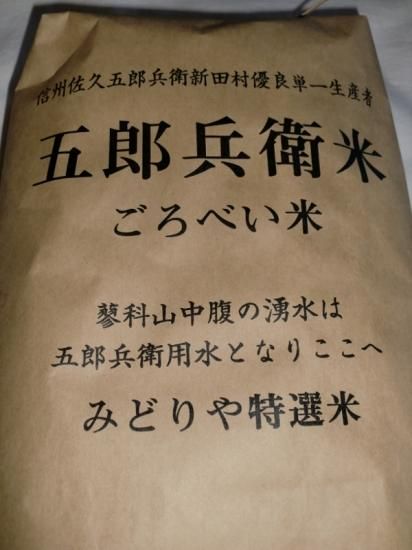 信州佐久五郎兵衛新田村優良単一生産者
五郎兵衛米
ごろべい米
蓼科山中腹の湧水は
五郎兵衛用水となりここへ
みどりや特選米